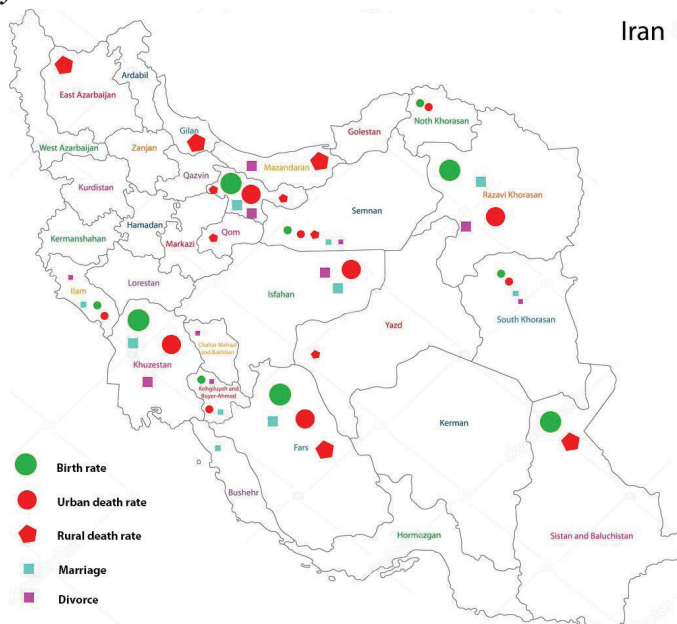 Iran
Ardabil
East Azarbaijan
Noth Khorasan
Golestan
Gilan
West Azarbaijan
Zanjan
Mazandaran
Qazvin
Kurdistan
Razavi Khorasan
Semnan
Hamadan
Qom
Kermanshahan
Markazi
Lorestan
Ilam
Isfahan
South Khorasan
Yazd
Chahar Mahaal
and Bakhtiari
Khuzestan
Kohgiluyeh and
Boyer-Ahmad
Kerman
Fars
Birth rate
Bushehr
Urban death rate
Rural death rate
Hormozgan
Sistan and Baluchistan
Marriage
Divorce